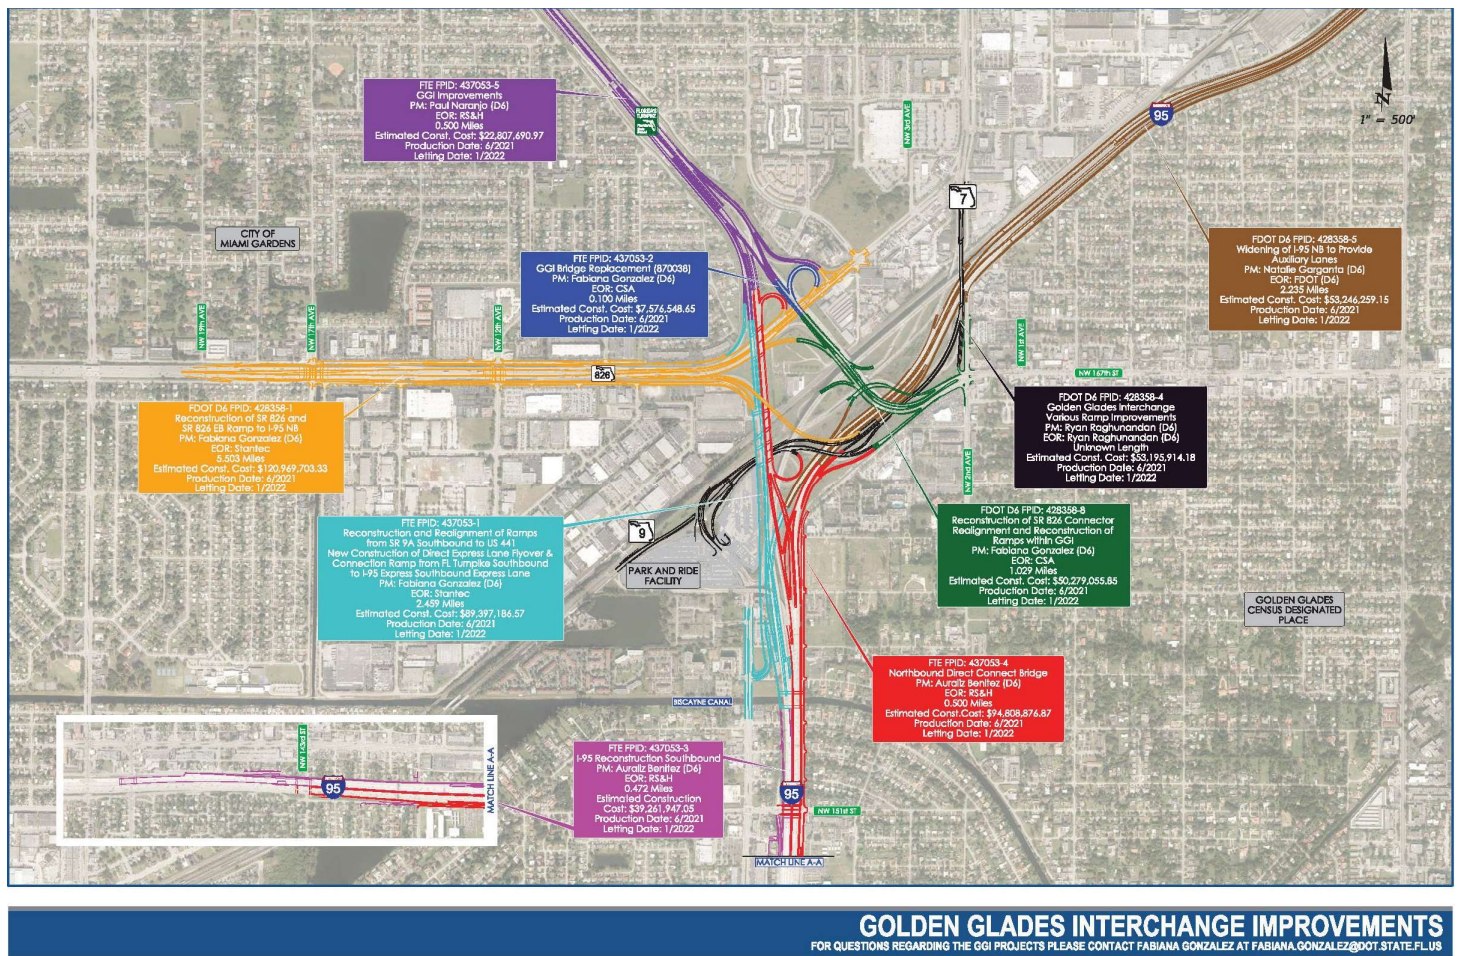 FTE FPID: 437053-5
GGI Improvements
PM: Paul Naranjo (D6)
EOR: RS&H
0.500 Miles
Estimated Const. Cost: $22,807,690.97
Production Date: 6/2021
Letting Date: 1/2022
FLORIDA'S
TURNPIKE
95
N
1" = 500'
NW 3rd AVE
7
CITY OF
MIAMI GARDENS
FTE FPID: 437053-2
GGI Bridge Replacement (870038)
PM: Fabiana Gonzalez (D6)
EOR: CSA
0.100 Miles
Estimated Const. Cost: $7,576,548.65
Production Date: 6/2021
Letting Date: 1/2022
FDOT D6 FPID: 428358-5
Widening of I-95 NB to Provide
Auxiliary Lanes
PM: Natalie Garganta (D6)
EOR: FDOT (D6)
2.235 Miles
Estimated Const. Cost: $53,246,259.15
Production Date: 6/2021
Letting Date: 1/2022
NW 19th AVE
NW 17th AVE
NW 12th AVE
826
NW 1st AVE
NW 167th ST
FDOT D6 FPID: 428358-1
Reconstruction of SR 826 and
SR 826 EB Ramp to I-95 NB
PM: Fabiana Gonzalez (D6)
EOR: Stantec
5.503 Miles
Estimated Const. Cost: $120,969,703.33
Production Date: 6/2021
Letting Date: 1/2022
FDOT D6 FPID: 428358-4
Golden Glades Interchange
Various Ramp Improvements
PM: Ryan Raghunandan (D6)
EOR: Ryan Raghunandan (D6)
Unknown Length
Estimated Const. Cost: $53,195,914.18
Production Date: 6/2021
Letting Date: 1/2022
NW 2nd AVE
FTE FPID: 437053-1
Reconstruction and Realignment of Ramps
from SR 9A Southbound to US 441
New Construction of Direct Express Lane Flyover &
Connection Ramp from FL Turnpike Southbound
to I-95 Express Southbound Express Lane
PM: Fabiana Gonzalez (D6)
EOR: Stantec
2.459 Miles
Estimated Const. Cost: $89,397,186.57
Production Date: 6/2021
Letting Date: 1/2022
9
PARK AND RIDE
FACILITY
FDOT D6 FPID: 428358-8
Reconstruction of SR 826 Connector
Realignment and Reconstruction of
Ramps within GGI
PM: Fabiana Gonzalez (D6)
EOR: CSA
1.029 Miles
Estimated Const. Cost: $50,279,055.85
Production Date: 6/2021
Letting Date: 1/2022
GOLDEN GLADES
CENSUS DESIGNATED
PLACE
FTE FPID: 437053-4
Northbound Direct Connect Bridge
PM: Auraliz Benitez (D6)
EOR: RS&H
0.500 Miles
Estimated Const.Cost: $94,808,876.87
Production Date: 6/2021
Letting Date: 1/2022
BISCAYNE CANAL
NW 143rd ST
95
MATCH LINE A-A
FTE FPID: 437053-3
I-95 Reconstruction Southbound
PM: Auraliz Benitez (D6)
EOR: RS&H
0.472 Miles
Estimated Construction
Cost: $39,261,947.05
Production Date: 6/2021
Letting Date: 1/2022
95
NW 151st ST
MATCH LINE A-A
GOLDEN GLADES INTERCHANGE IMPROVEMENTS
FOR QUESTIONS REGARDING THE GGI PROJECTS PLEASE CONTACT FABIANA GONZALEZ AT FABIANA.GONZALEZ@DOT.STATE.FL.US